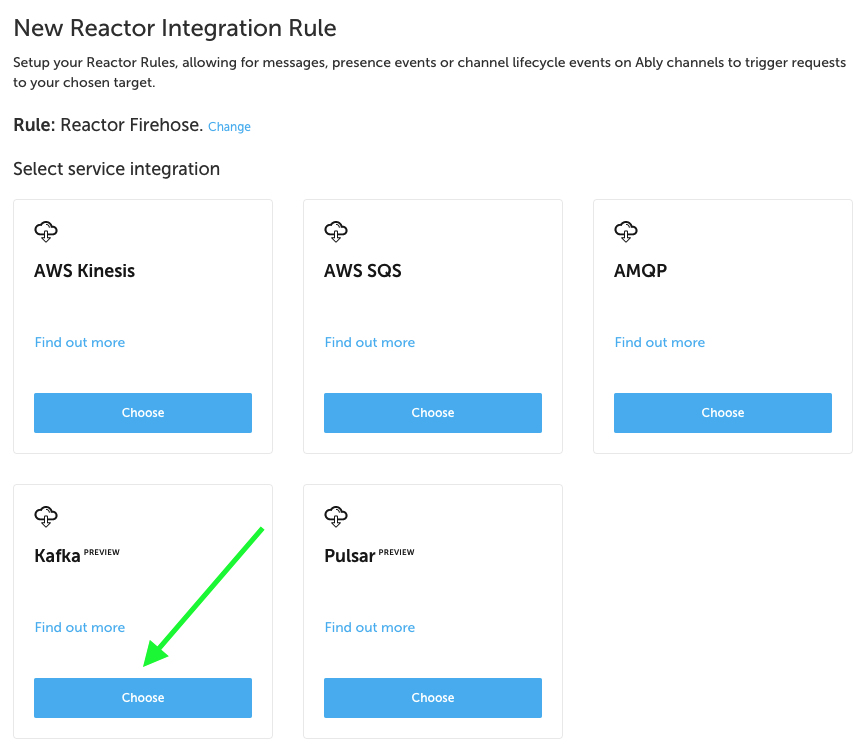 New Reactor Integration Rule
Setup your Reactor Rules, allowing for messages, presence events or channel lifecycle events on Ably channels to trigger requests
to your chosen target.
Rule: Reactor Firehose. Change
Select service integration
AWS Kinesis
Find out more
Choose
AWS SQS
Find out more
Choose
AMQP
Find out more
Choose
Kafka PREVIEW
Find out more
Choose
Pulsar PREVIEW
Find out more
Choose